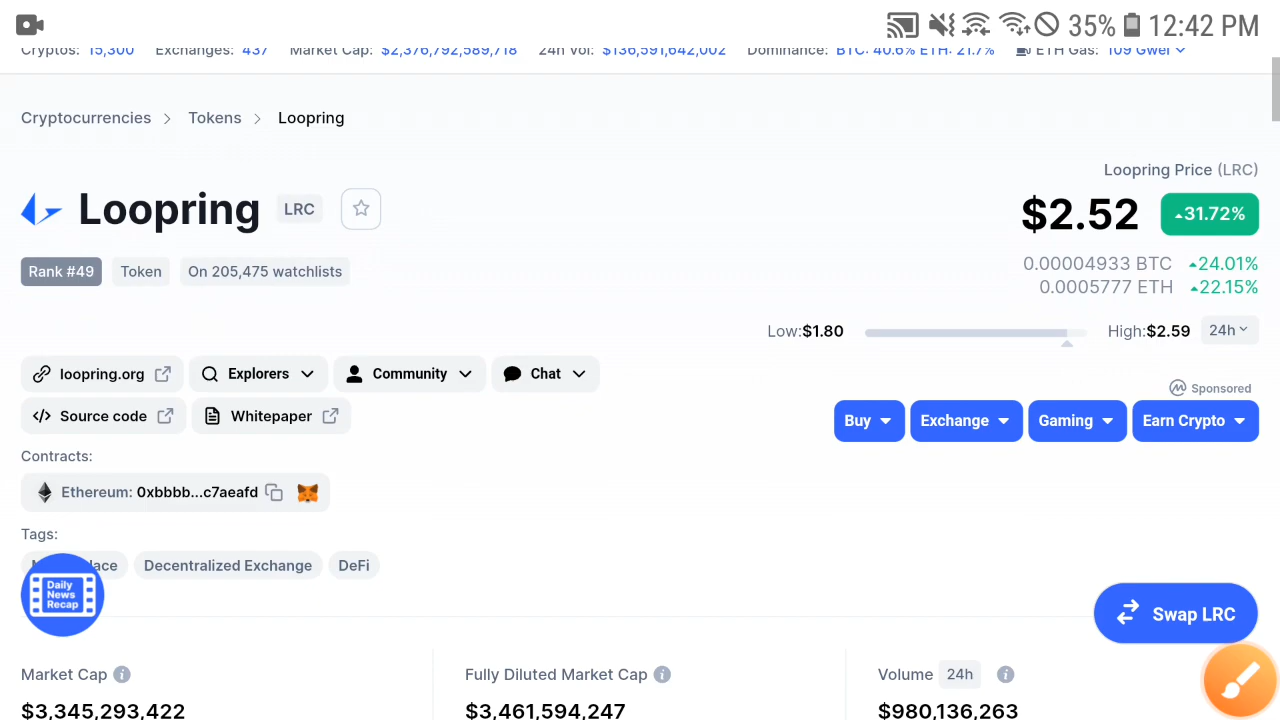 35% 12:42 PM
Cryptos: 15,300 Exchanges: 437 Market Cap: $2,376,792,589,718 24h Vol: $136,591,642,002 Dominance: BTC: 40.6% ETH: 21.7% ETH Gas: 109 Gwei
Cryptocurrencies > Tokens > Loopring
Loopring Price (LRC)
Loopring LRC
$2.52 31.72%
Rank #49 Token On 205,475 watchlists
0.00004933 BTC 24.01%
0.0005777 ETH 22.15%
Low:$1.80 High:$2.59 24h
loopring.org Explorers Community Chat
Sponsored
Source code Whitepaper
Buy Exchange Gaming Earn Crypto
Contracts:
Ethereum: 0xbbbb...c7aeafd
Tags:
Decentralized Exchange DeFi
Daily
News
Recap
Swap LRC
Market Cap Fully Diluted Market Cap Volume 24h
$3,345,293,422 $3,461,594,247 $980,136,263